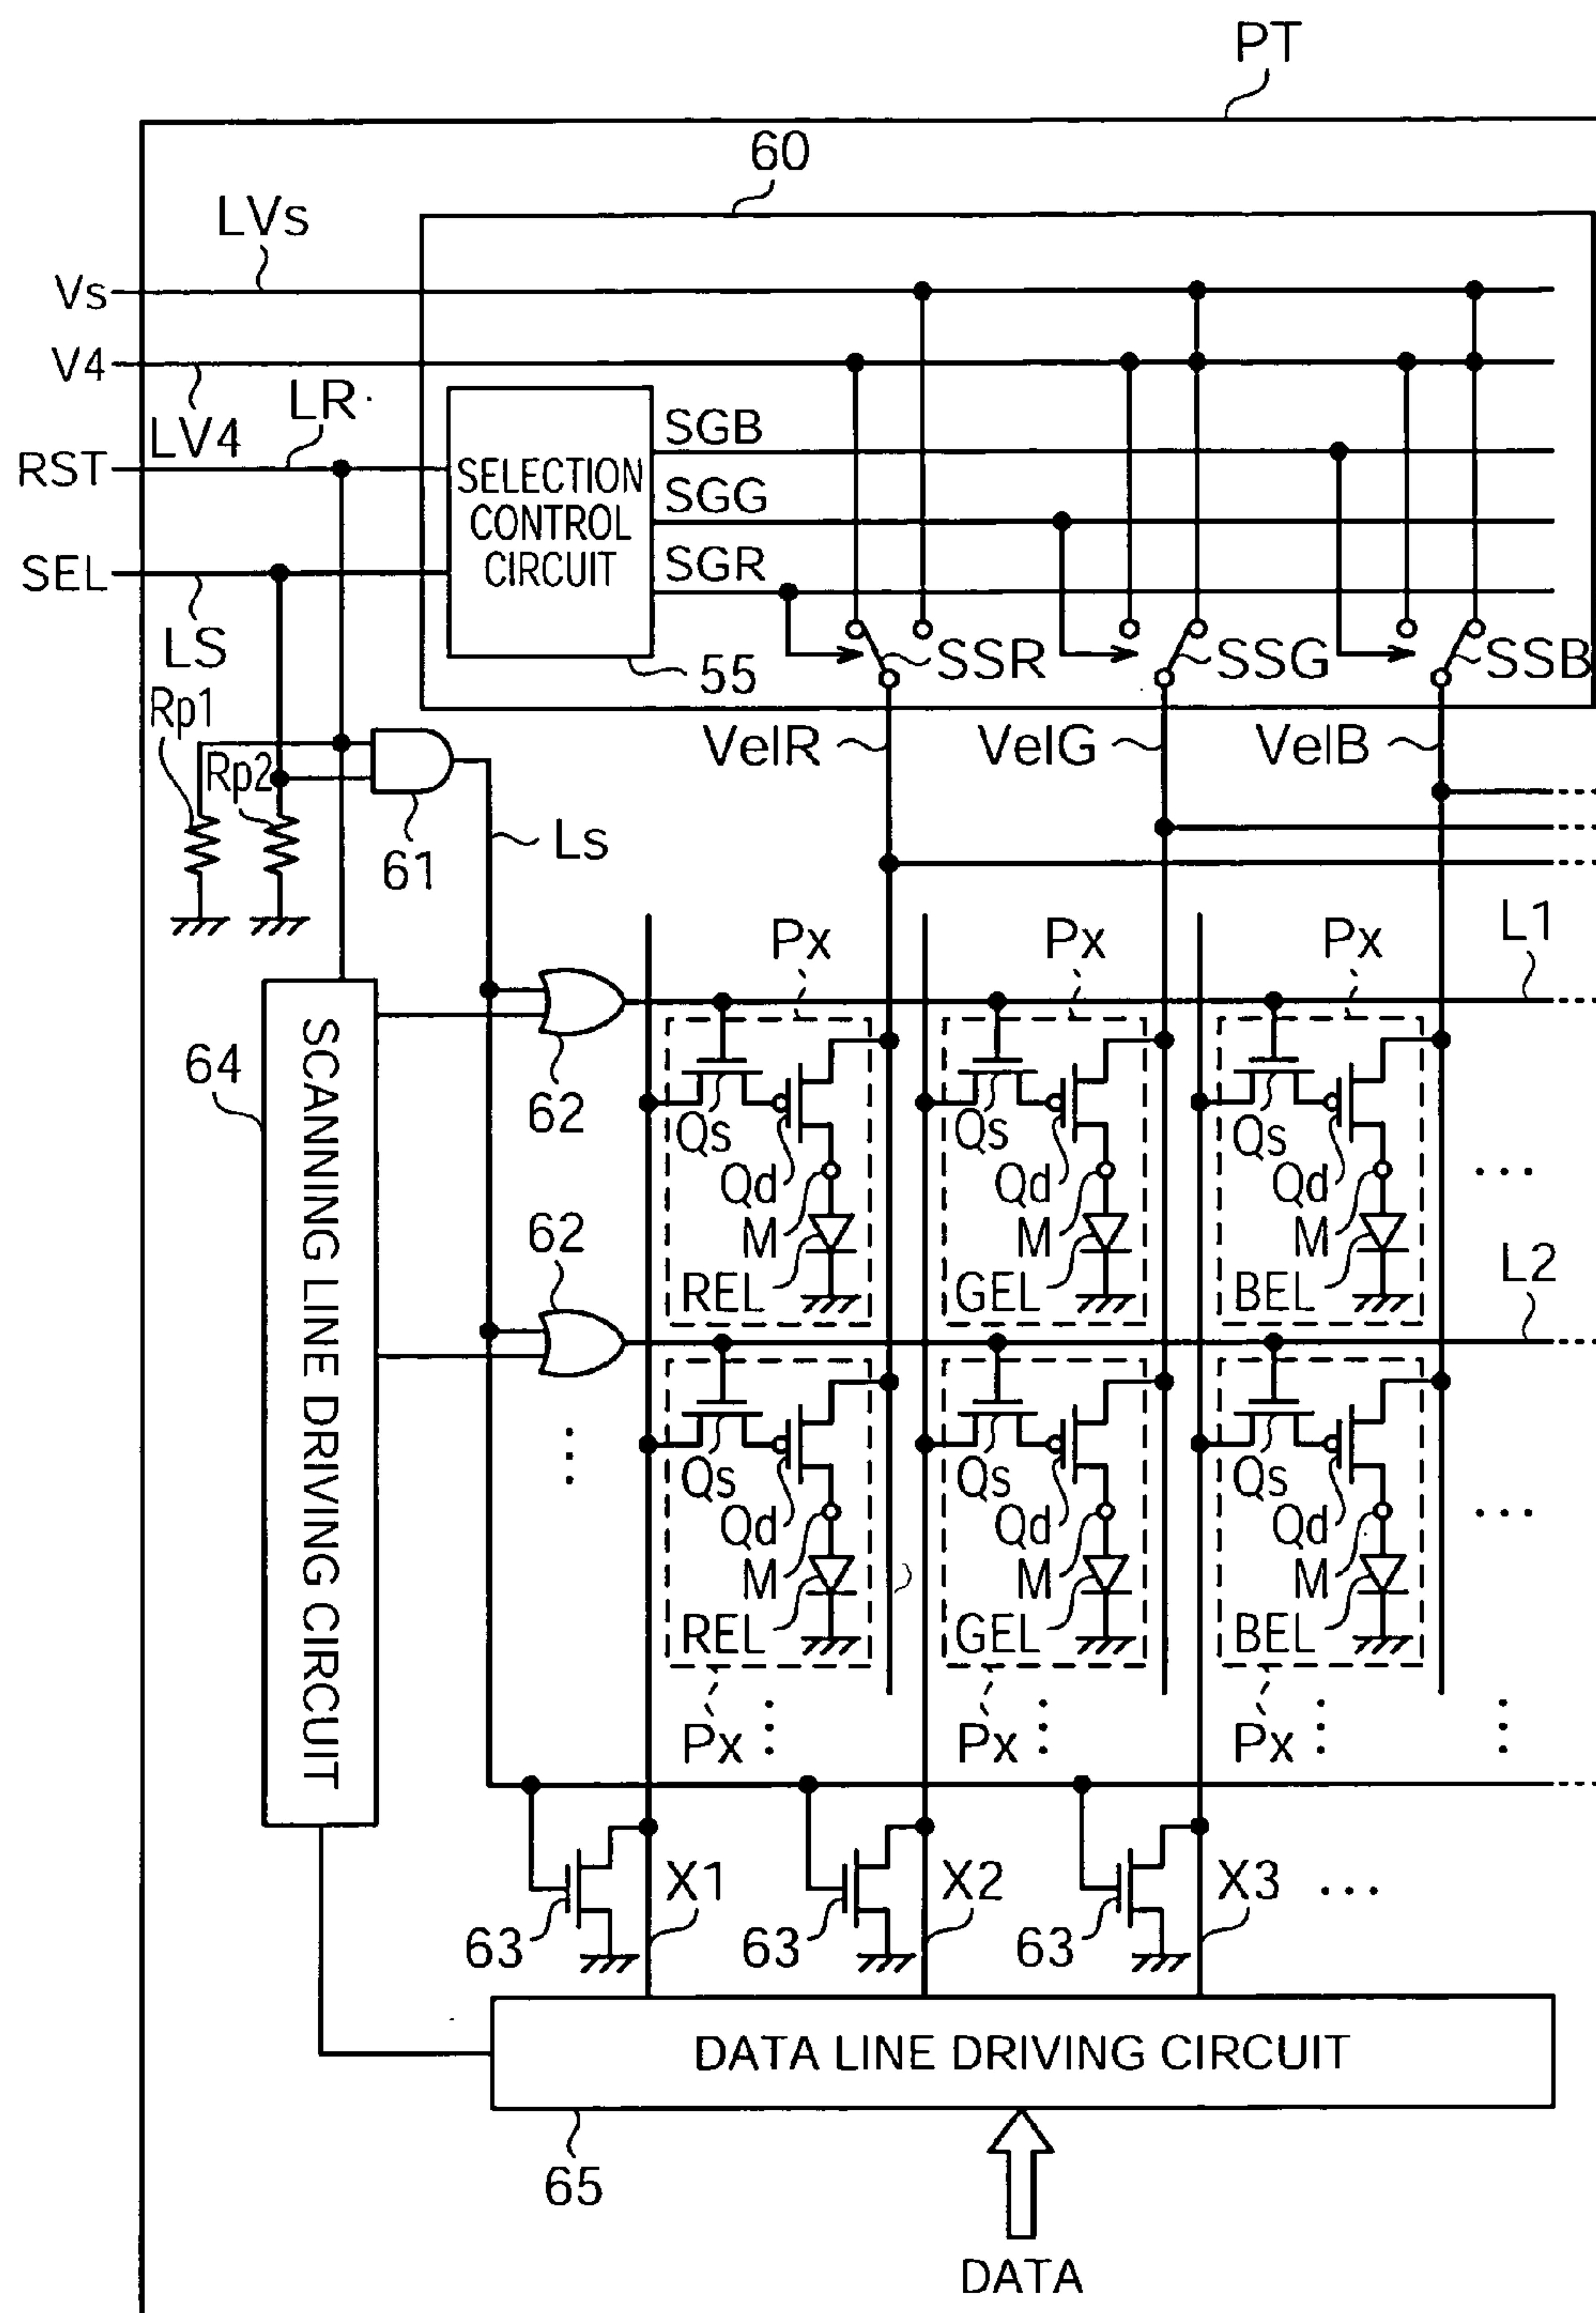 PT
60
LVs
Vs
V4
LV4
LR
RST
SEL
LS
SELECTION
CONTROL
CIRCUIT
SGB
SGG
SGR
55
SSR
SSG
SSB
Rp1
Rp2
61
Ls
VelR
VelG
VelB
Px
Px
Px
L1
64
SCANNING LINE DRIVING CIRCUIT
62
Qs
Qd
M
REL
Qs
Qd
M
GEL
Qs
Qd
M
BEL
...
L2
62
Qs
Qd
M
REL
Qs
Qd
M
GEL
Qs
Qd
M
BEL
...
Px
Px
Px
63
X1
63
X2
63
X3
...
DATA LINE DRIVING CIRCUIT
65
DATA